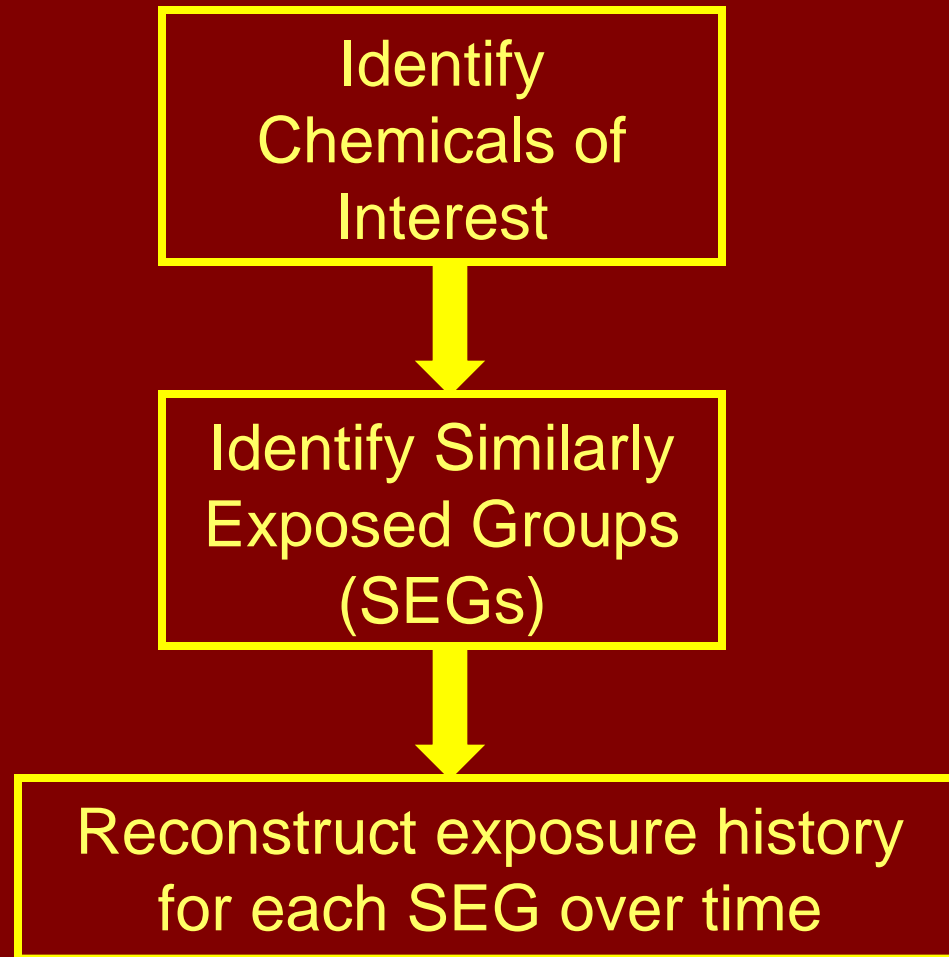 Identify
Chemicals of
Interest
Identify Similarly
Exposed Groups
(SEGs)
Reconstruct exposure history
for each SEG over time